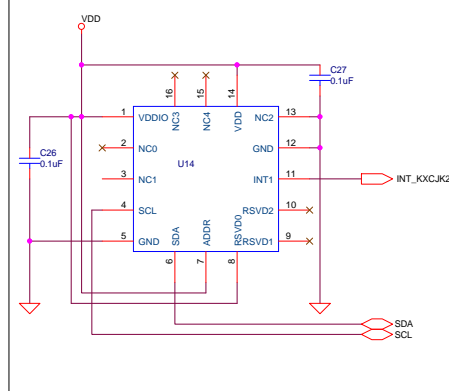 VDD
C27
0.1uF
16
15
14
NC3
NC4
VDD
1
VDDIO
NC2
13
2
NC0
GND
12
C26
0.1uF
U14
3
NC1
INT1
11
INT_KXCJK2
4
SCL
RSVD2
10
5
GND
RSVD1
9
SDA
ADDR
RSVD0
6
7
8
SDA
SCL